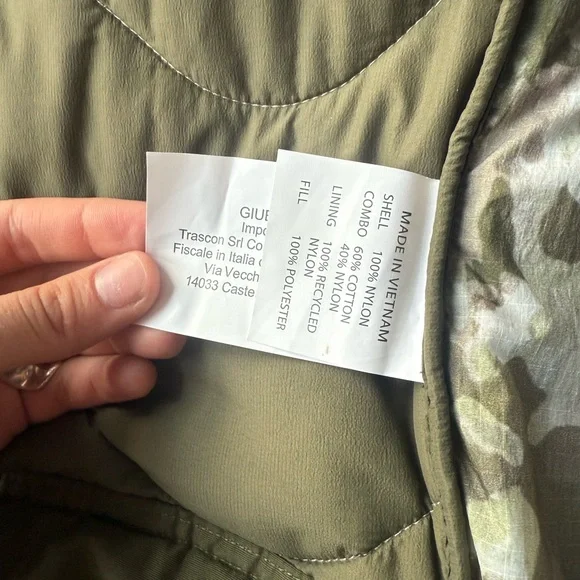 GIUB
Impo
Trascon Srl Co
Fiscale in Italia
Via Vecch
14033 Caste
MADE IN VIETNAM
SHELL 100% NYLON
COMBO 60% COTTON
40% NYLON
LINING 100% RECYCLED
NYLON
FILL 100% POLYESTER